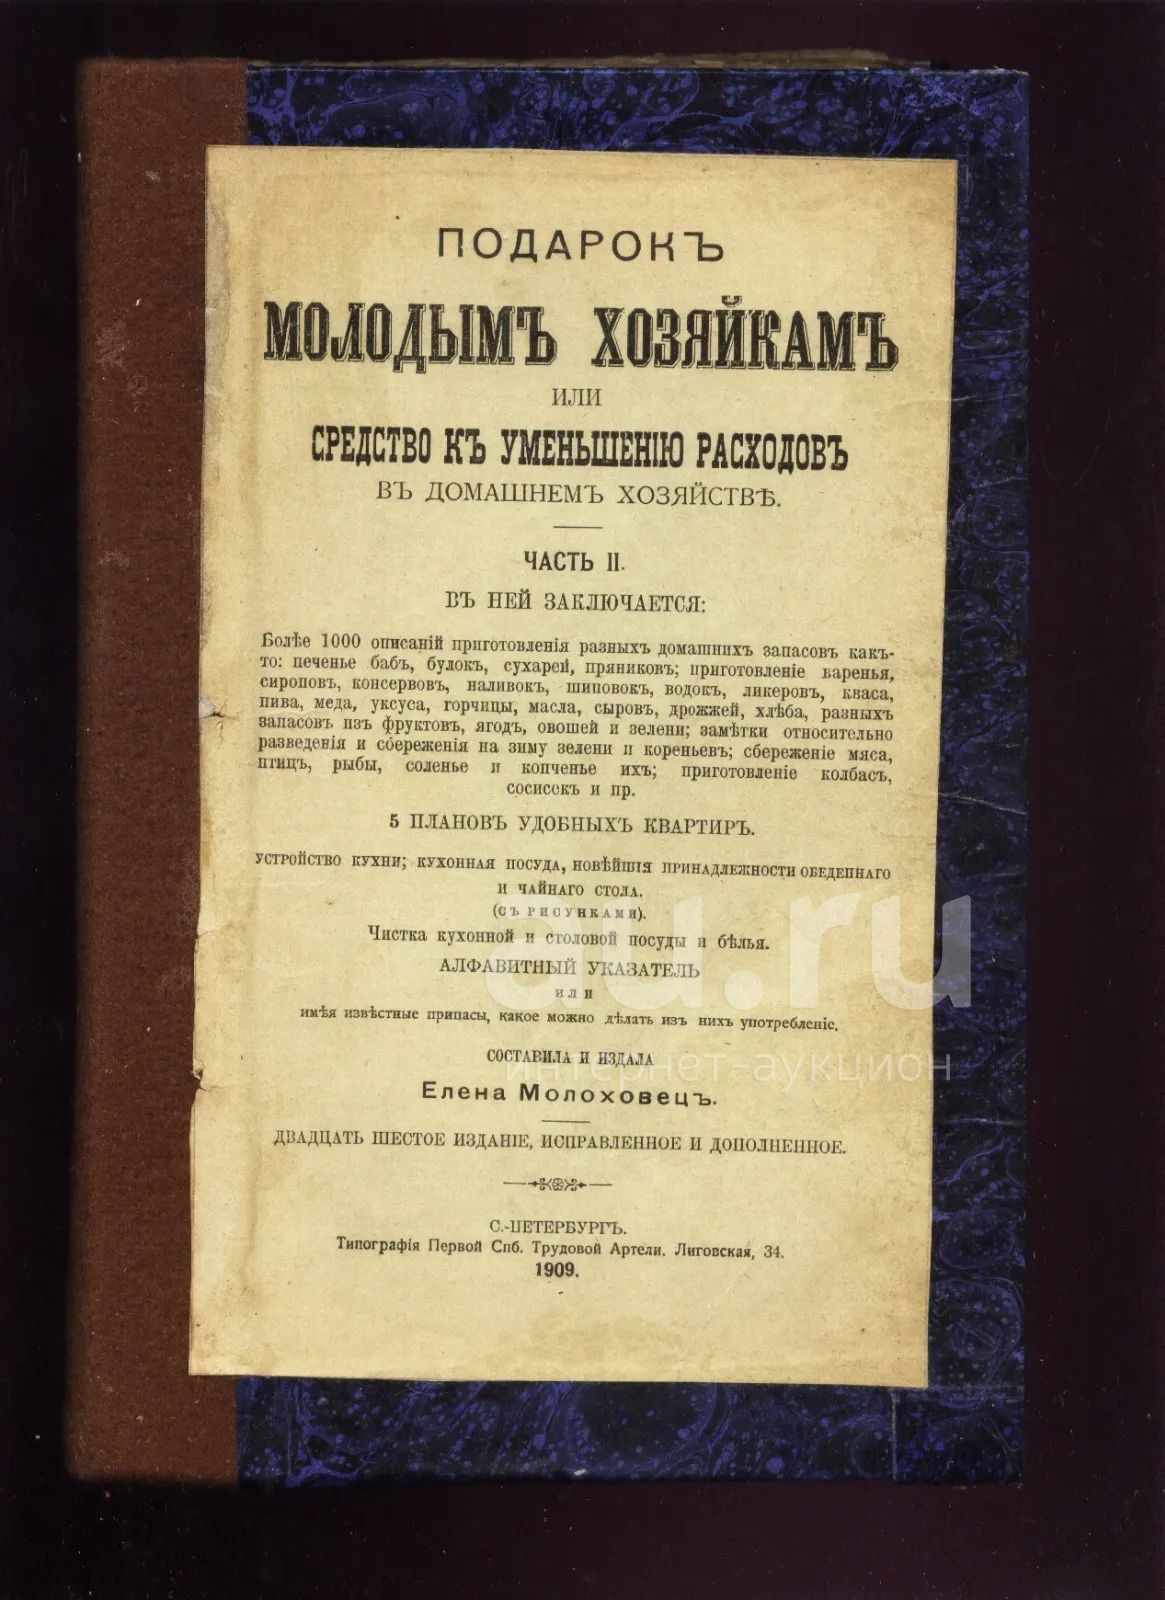 ПОДАРОКЪ
МОЛОДЫМЪ ХОЗЯЙКАМЪ
ИЛИ
СРЕДСТВО КЪ УМЕНЬШЕНІЮ РАСХОДОВЪ
ВЪ ДОМАШНЕМЪ ХОЗЯЙСТВѢ.
ЧАСТЬ II.
ВЪ НЕЙ ЗАКЛЮЧАЕТСЯ:
Болѣе 1000 описаній приготовленія разныхъ домашнихъ запасовъ какъ-
то: печенье бабъ, булокъ, сухарей, пряниковъ; приготовленіе варенья,
сироповъ, консервовъ, наливокъ, шиповокъ, водокъ, ликеровъ, кваса,
пива, меда, уксуса, горчицы, масла, сыровъ, дрожжей, хлѣба, разныхъ
запасовъ изъ фруктовъ, ягодъ, овошей и зелени; замѣтки относительно
разведенія и сбереженія на зиму зелени и кореньевъ; сбереженіе мяса,
птицъ, рыбы, соленье и копченье ихъ; приготовленіе колбасъ,
сосисекъ и пр.
5 ПЛАНОВЪ УДОБНЫХЪ КВАРТИРЪ.
УСТРОЙСТВО КУХНИ; КУХОННАЯ ПОСУДА, НОВѢЙШІЯ ПРИНАДЛЕЖНОСТИ ОБЕДЕННАГО
И ЧАЙНАГО СТОЛА.
(СЪ РИСУНКАМИ).
Чистка кухонной и столовой посуды и бѣлья.
АЛФАВИТНЫЙ УКАЗАТЕЛЬ
ИЛИ
имѣя извѣстные припасы, какое можно дѣлать изъ нихъ употребленіе.
СОСТАВИЛА И ИЗДАЛА
Елена Молоховецъ.
ДВАДЦАТЬ ШЕСТОЕ ИЗДАНІЕ, ИСПРАВЛЕННОЕ И ДОПОЛНЕННОЕ.
С.-ПЕТЕРБУРГЪ.
Типографія Первой Спб. Трудовой Артели. Лиговская, 34.
1909.
au.ru
интернет-аукцион